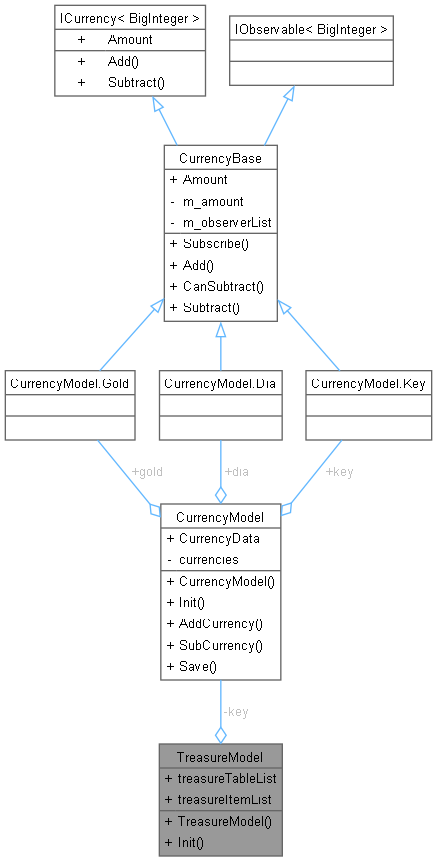 ICurrency< BigInteger >
+ Amount
+ Add()
+ Subtract()
IObservable< BigInteger >
CurrencyBase
+ Amount
- m_amount
- m_observerList
+ Subscribe()
+ Add()
+ CanSubtract()
+ Subtract()
CurrencyModel.Gold
CurrencyModel.Dia
CurrencyModel.Key
+gold
+dia
+key
CurrencyModel
+ CurrencyData
- currencies
+ CurrencyModel()
+ Init()
+ AddCurrency()
+ SubCurrency()
+ Save()
-key
TreasureModel
+ treasureTableList
+ treasureItemList
+ TreasureModel()
+ Init()